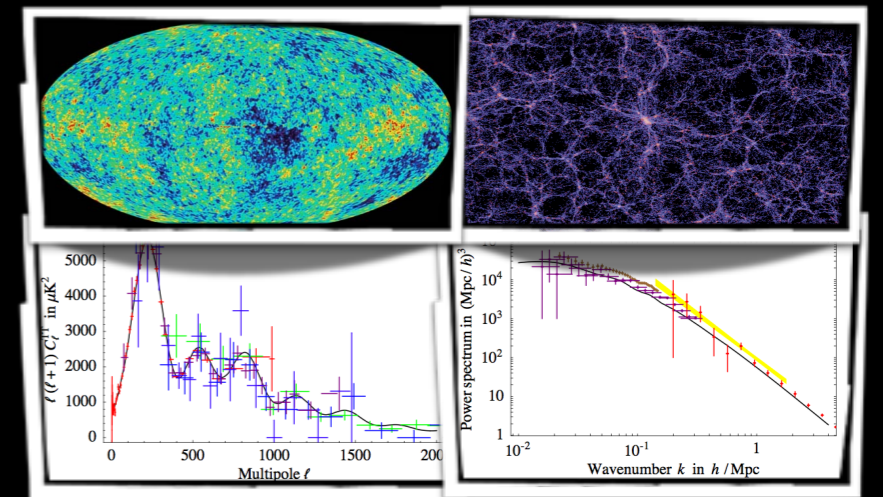 ℓ (ℓ + 1) C_ℓ^TT in μK²
5000
4000
3000
2000
1000
0
0 500 1000 1500 200
Multipole ℓ
Power spectrum in (Mpc/h)³
10⁴
10³
10²
10
1
10⁻² 10⁻¹ 1
Wavenumber k in h/Mpc